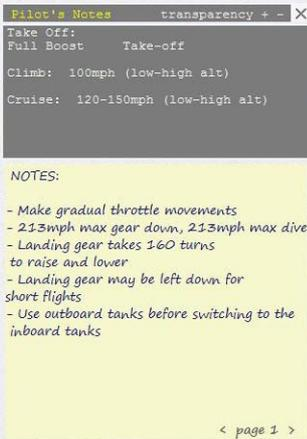 Pilot's Notes transparency + - X
Take Off:
Full Boost Take-off
Climb: 100mph (low-high alt)
Cruise: 120-150mph (low-high alt)
NOTES:
- Make gradual throttle movements
- 213mph max gear down, 213mph max dive
- Landing gear takes 160 turns
to raise and lower
- Landing gear may be left down for
short flights
- Use outboard tanks before switching to the
inboard tanks
< page 1 >